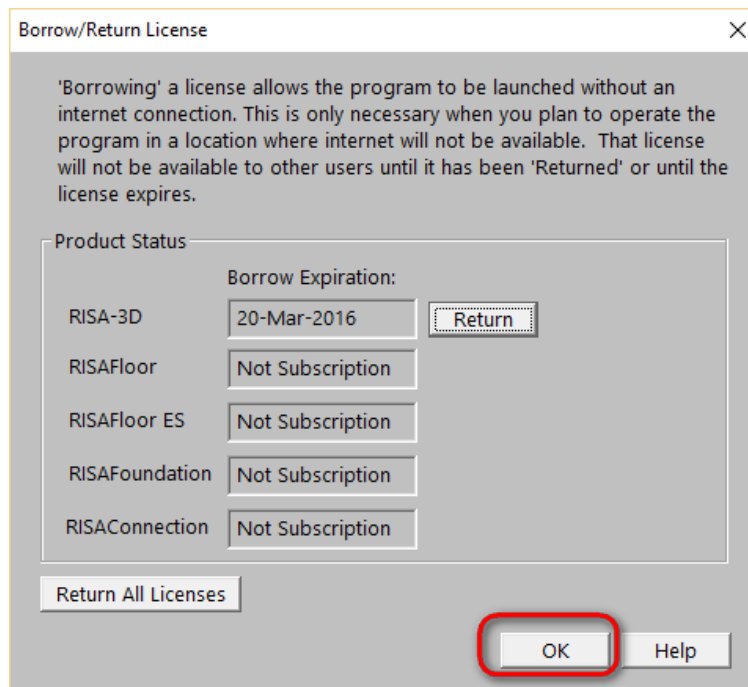 Borrow/Return License
'Borrowing' a license allows the program to be launched without an
internet connection. This is only necessary when you plan to operate the
program in a location where internet will not be available.  That license
will not be available to other users until it has been 'Returned' or until the
license expires.
Product Status
Borrow Expiration:
RISA-3D 20-Mar-2016 Return
RISAFloor Not Subscription
RISAFloor ES Not Subscription
RISAFoundation Not Subscription
RISAConnection Not Subscription
Return All Licenses
OK Help